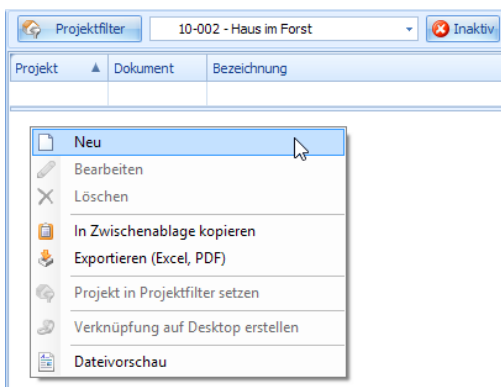 Projektfilter 10-002 - Haus im Forst Inaktiv
Projekt Dokument Bezeichnung
Neu
Bearbeiten
Löschen
In Zwischenablage kopieren
Exportieren (Excel, PDF)
Projekt in Projektfilter setzen
Verknüpfung auf Desktop erstellen
Dateivorschau